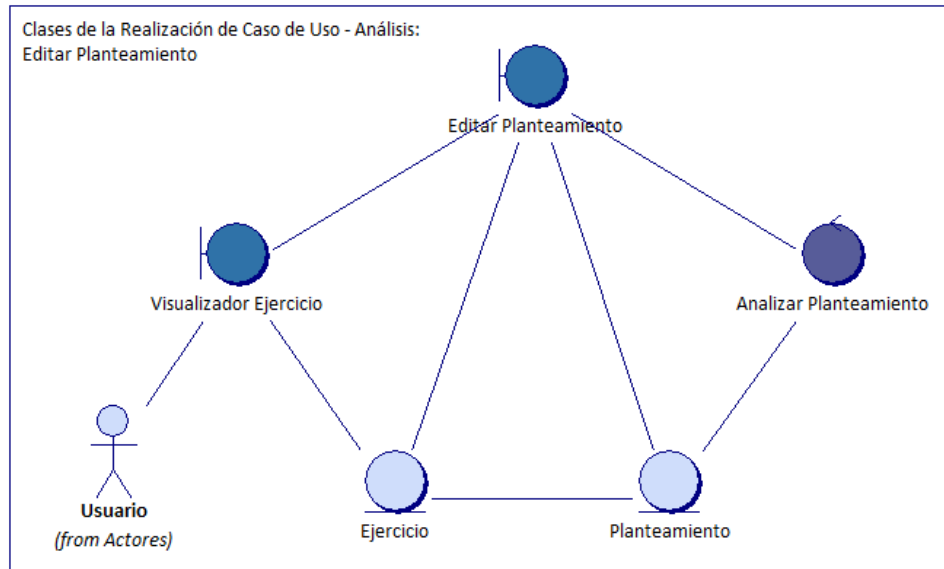 Clases de la Realización de Caso de Uso - Análisis:
Editar Planteamiento
Editar Planteamiento
Visualizador Ejercicio
Analizar Planteamiento
Usuario
(from Actores)
Ejercicio
Planteamiento